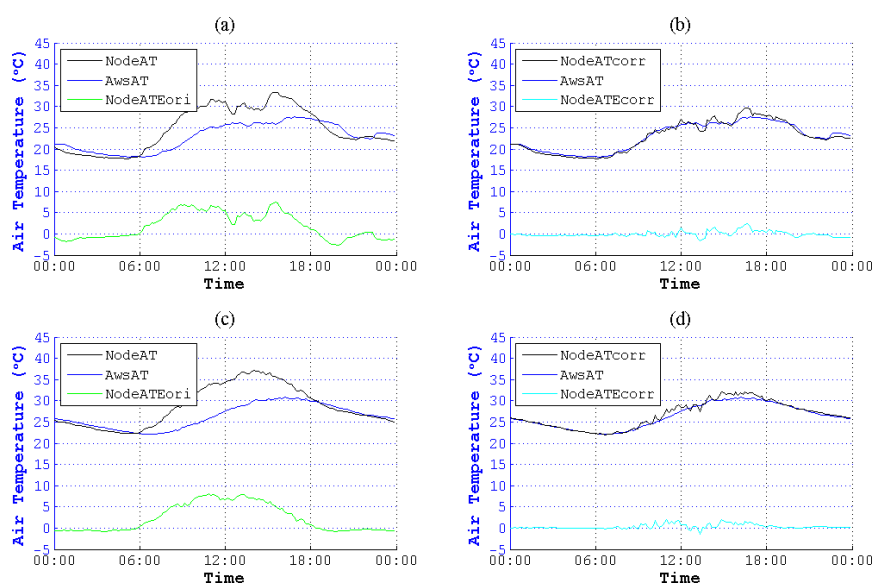 (a)
45
40
35
30
25
20
15
10
5
0
-5
Air Temperature (°C)
NodeAT
AwsAT
NodeATEori
00:00 06:00 12:00 18:00 00:00
Time
(b)
45
40
35
30
25
20
15
10
5
0
-5
Air Temperature (°C)
NodeATcorr
AwsAT
NodeATEcorr
00:00 06:00 12:00 18:00 00:00
Time
(c)
45
40
35
30
25
20
15
10
5
0
-5
Air Temperature (°C)
NodeAT
AwsAT
NodeATEori
00:00 06:00 12:00 18:00 00:00
Time
(d)
45
40
35
30
25
20
15
10
5
0
-5
Air Temperature (°C)
NodeATcorr
AwsAT
NodeATEcorr
00:00 06:00 12:00 18:00 00:00
Time